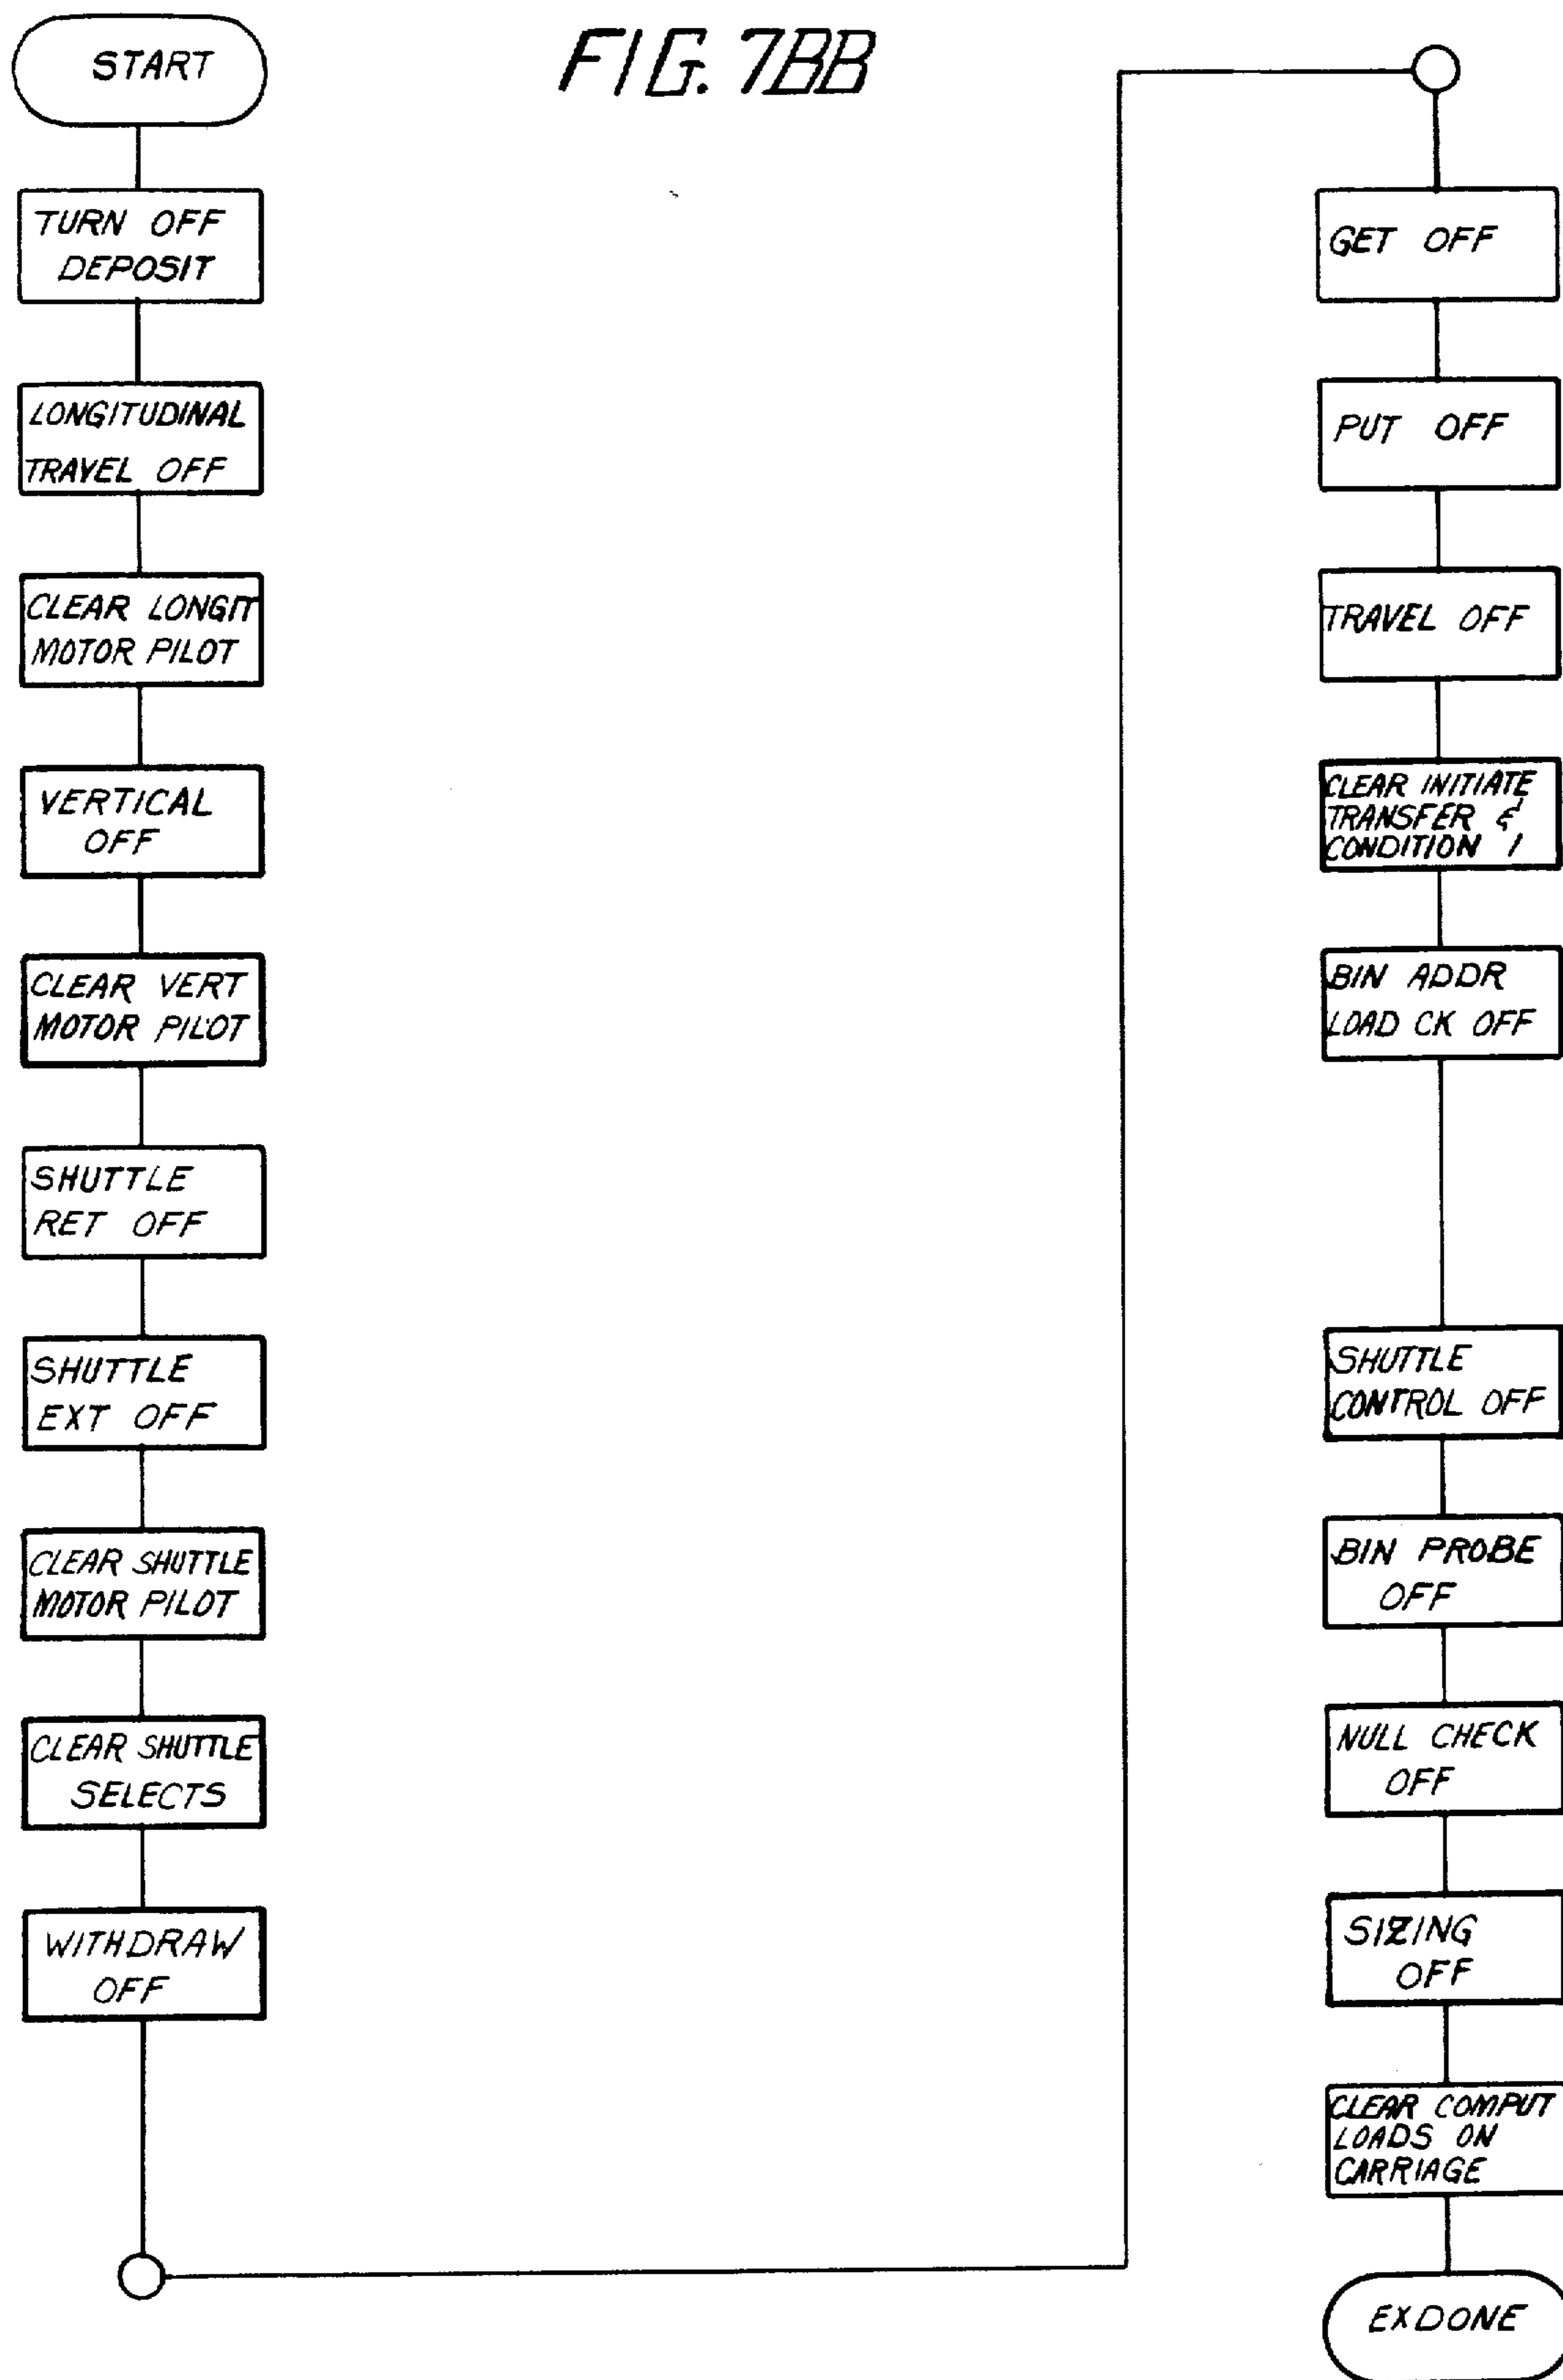 FIG. 7BB
START
TURN OFF
DEPOSIT
LONGITUDINAL
TRAVEL OFF
CLEAR LONGIT
MOTOR PILOT
VERTICAL
OFF
CLEAR VERT
MOTOR PILOT
SHUTTLE
RET OFF
SHUTTLE
EXT OFF
CLEAR SHUTTLE
MOTOR PILOT
CLEAR SHUTTLE
SELECTS
WITHDRAW
OFF
GET OFF
PUT OFF
TRAVEL OFF
CLEAR INITIATE
TRANSFER &
CONDITION 1
BIN ADDR
LOAD CK OFF
SHUTTLE
CONTROL OFF
BIN PROBE
OFF
NULL CHECK
OFF
SIZING
OFF
CLEAR COMPUT
LOADS ON
CARRIAGE
EXDONE